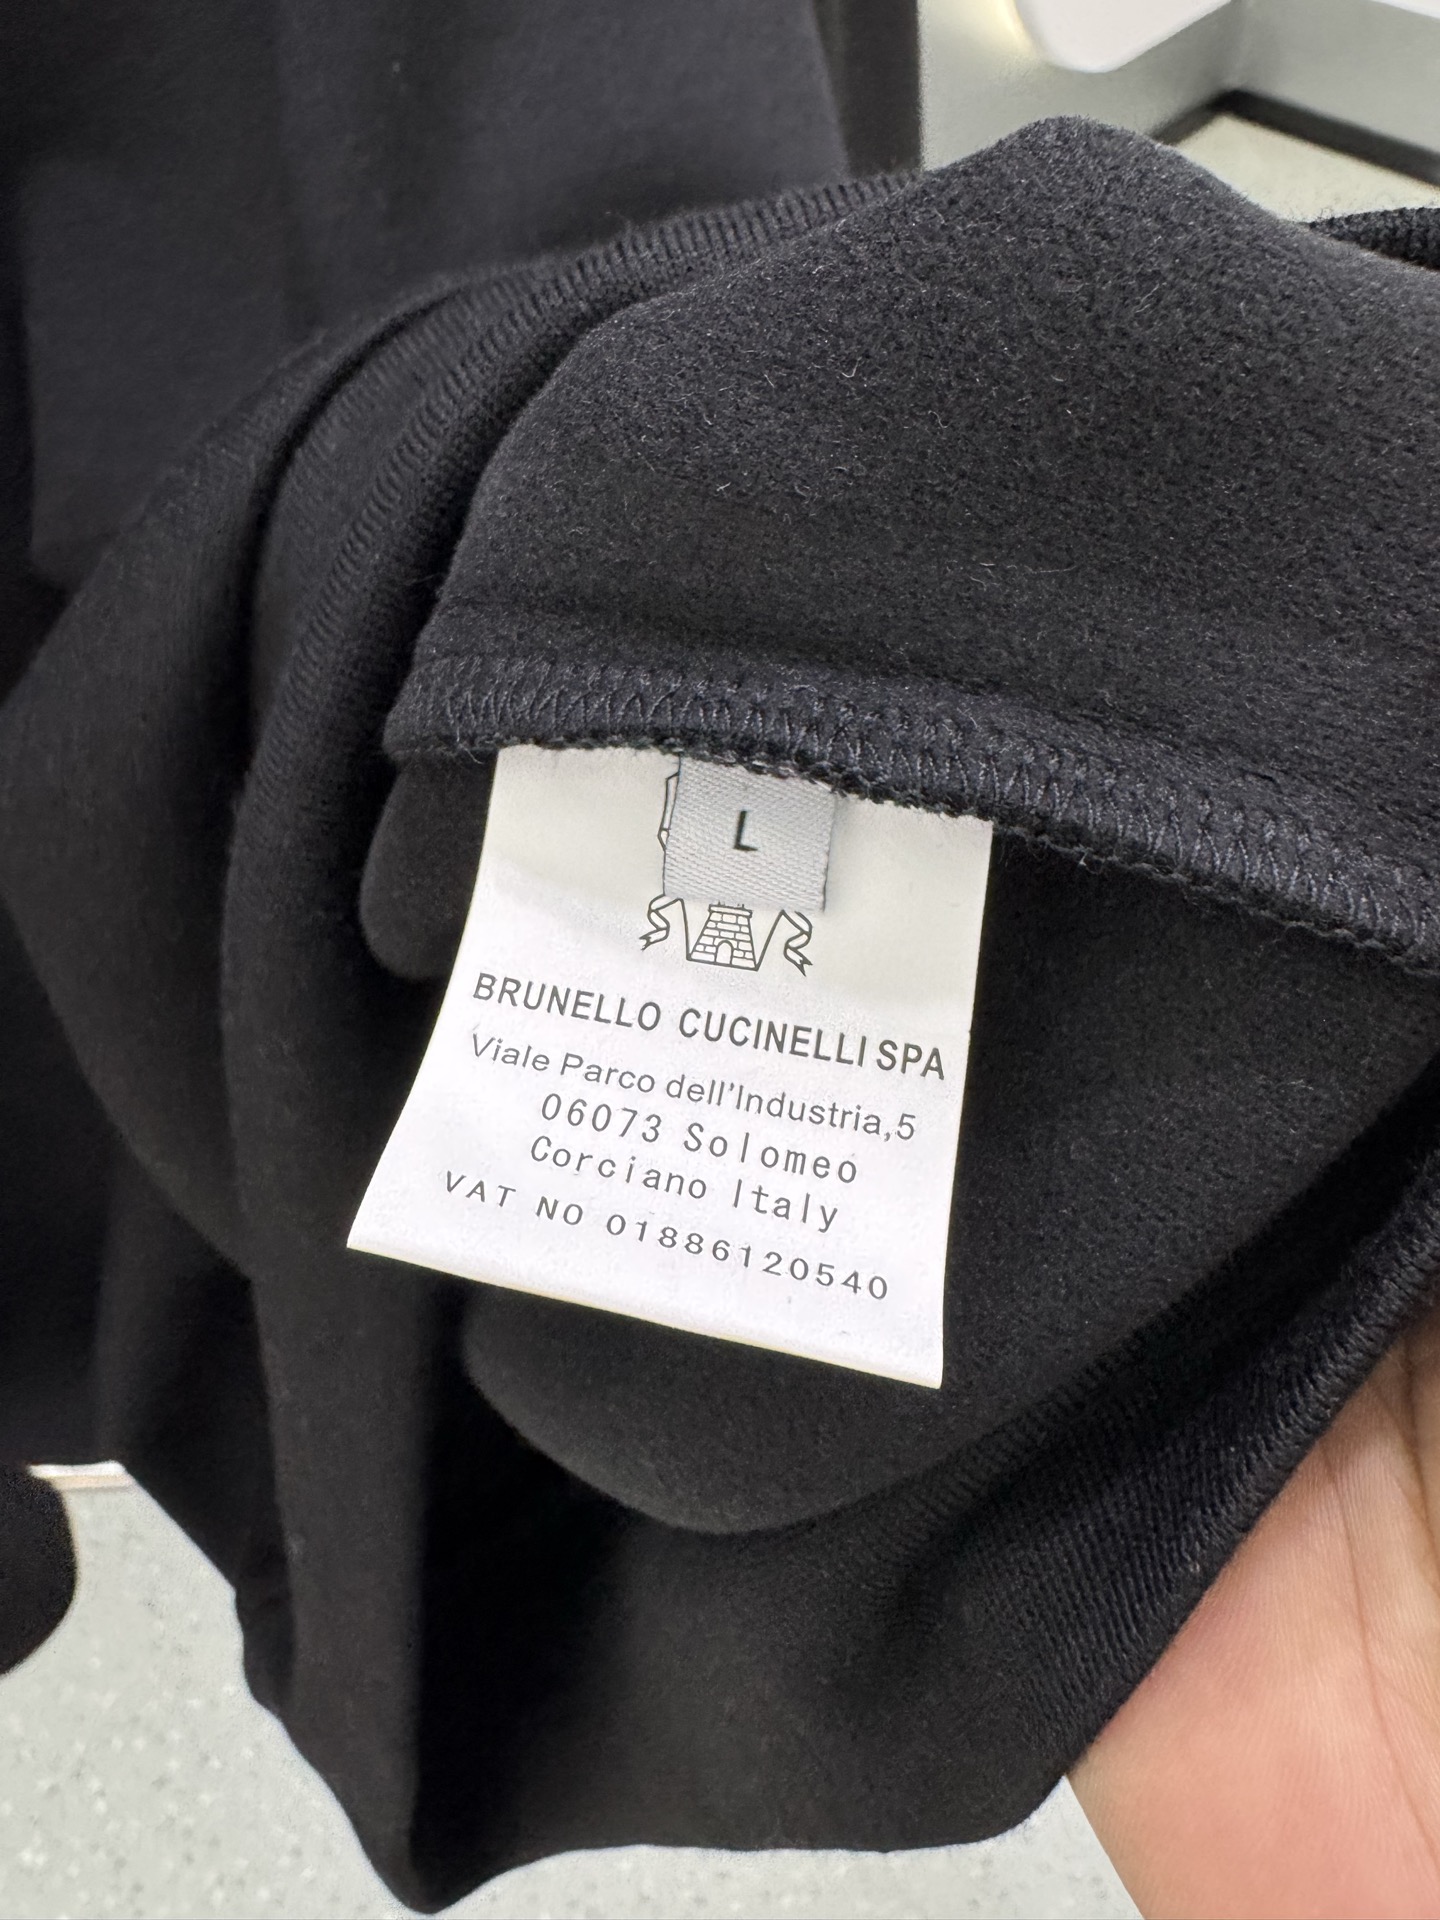 L
BRUNELLO CUCINELLI SPA
Viale Parco dell'Industria,5
06073 Solomeo
Corciano Italy
VAT NO 01886120540